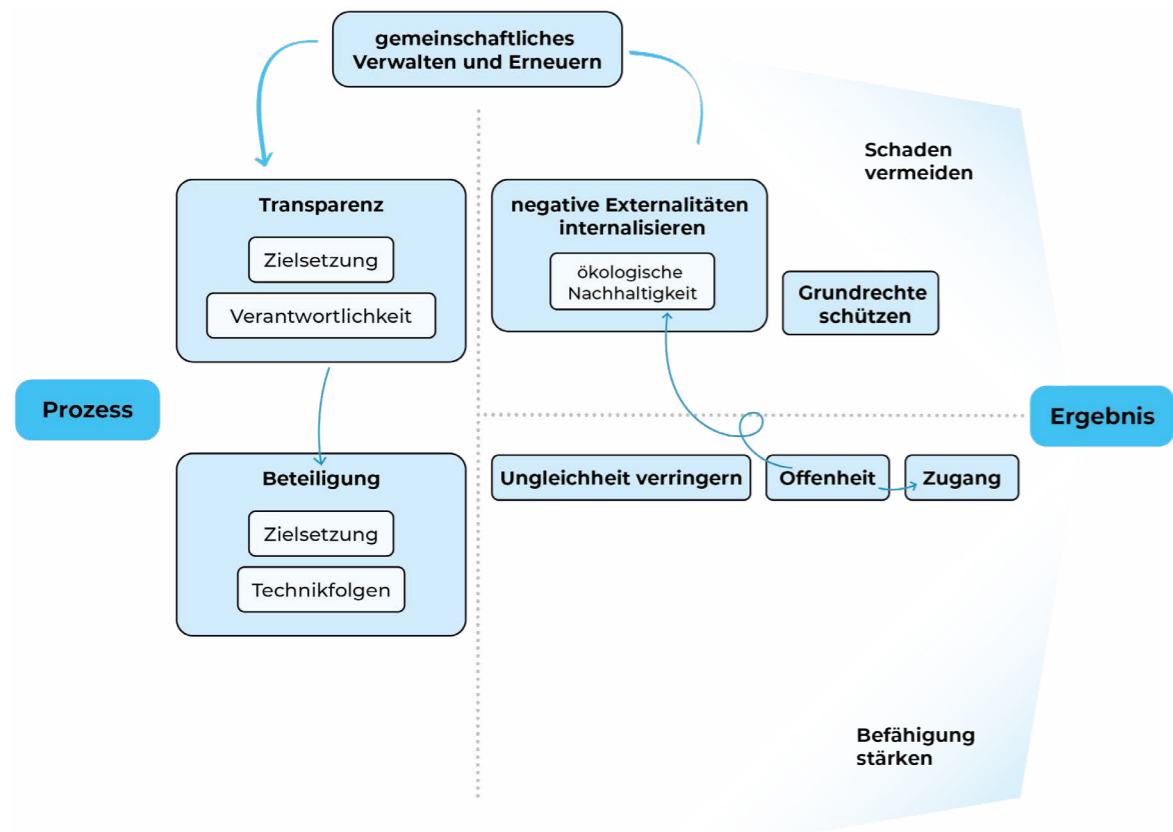 gemeinschaftliches
Verwalten und Erneuern
Schaden
vermeiden
Transparenz
Zielsetzung
Verantwortlichkeit
negative Externalitäten
internalisieren
ökologische
Nachhaltigkeit
Grundrechte
schützen
Prozess
Ergebnis
Beteiligung
Zielsetzung
Technikfolgen
Ungleichheit verringern
Offenheit
Zugang
Befähigung
stärken